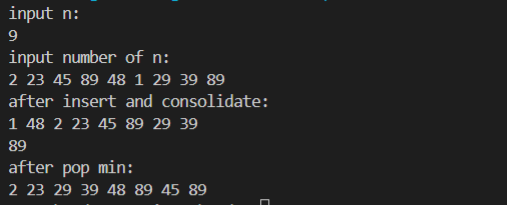 input n:
9
input number of n:
2 23 45 89 48 1 29 39 89
after insert and consolidate:
1 48 2 23 45 89 29 39
89
after pop min:
2 23 29 39 48 89 45 89